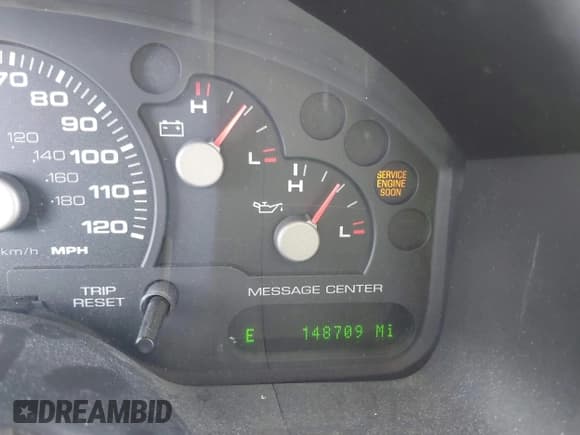 70
80
90
100
110
120
120
140
160
180
km/h MPH
H
L
H
L
SERVICE
ENGINE
SOON
TRIP
RESET
MESSAGE CENTER
E 148709 Mi
DREAMBID